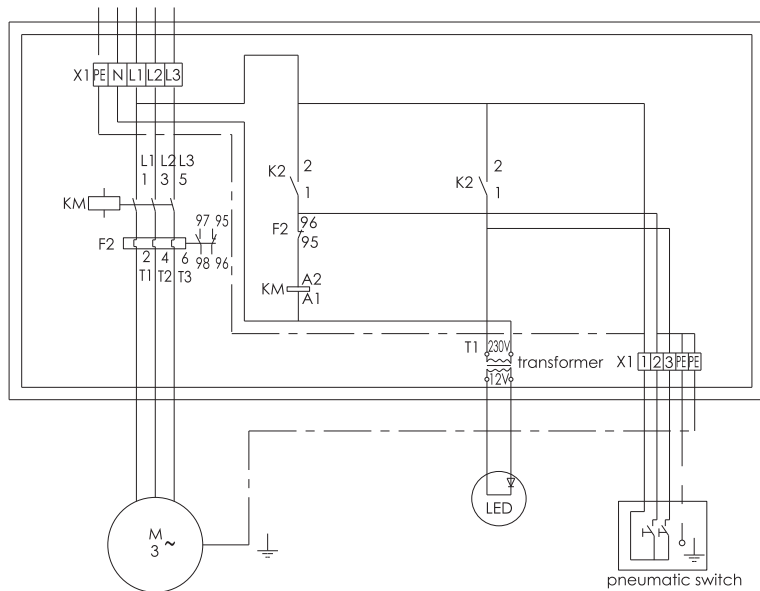 X1 PE N L1 L2 L3
L1 L2 L3
1 3 5
KM
F2
97 95
98 96
2 4 6
T1 T2 T3
K2 2
1
K2 2
1
F2 96
95
KM A2
A1
T1 230V
transformer
12V
X1 1 2 3 PE PE
M
3 ~
LED
pneumatic switch